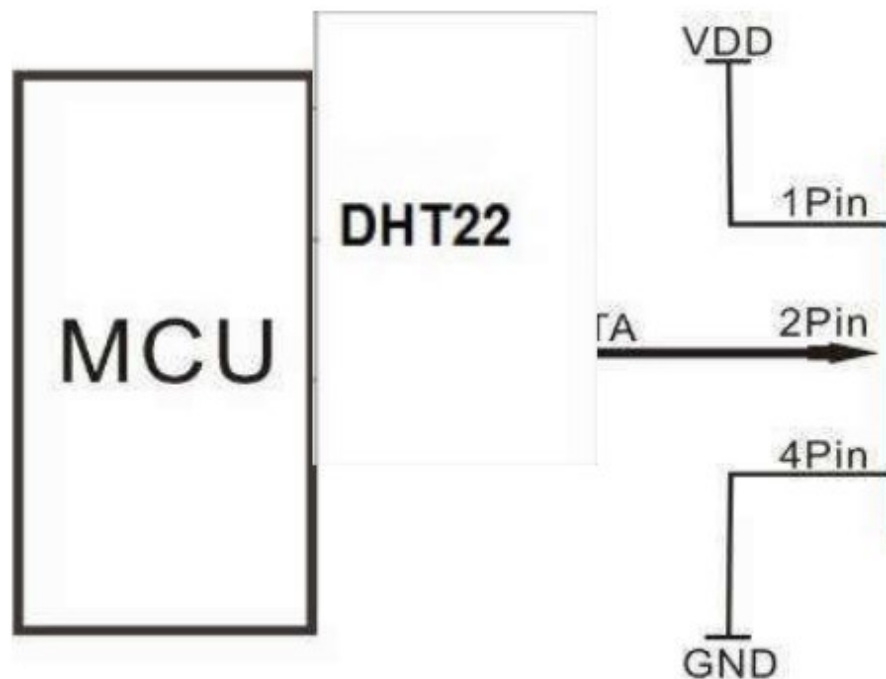 VDD
1Pin
DHT22
MCU
TA
2Pin
4Pin
GND